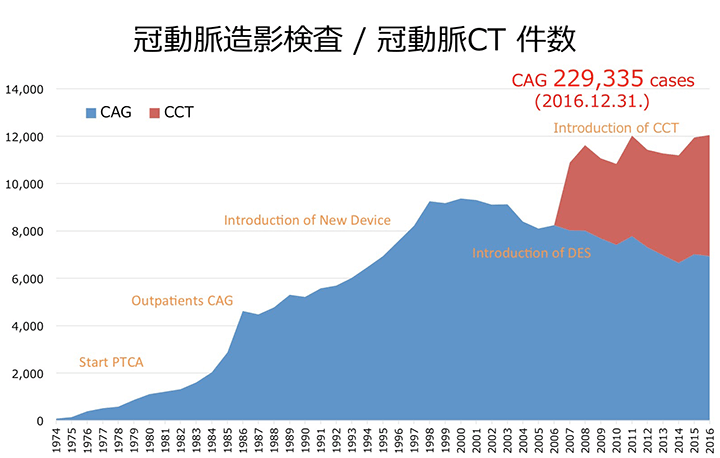 冠動脈造影検査 / 冠動脈CT 件数
CAG 229,335 cases
(2016.12.31.)
14,000
CAG CCT
Introduction of CCT
12,000
10,000
Introduction of New Device
8,000
Introduction of DES
6,000
Outpatients CAG
4,000
Start PTCA
2,000
0
1974 1975 1976 1977 1978 1979 1980 1981 1982 1983 1984 1985 1986 1987 1988 1989 1990 1991 1992 1993 1994 1995 1996 1997 1998 1999 2000 2001 2002 2003 2004 2005 2006 2007 2008 2009 2010 2011 2012 2013 2014 2015 2016